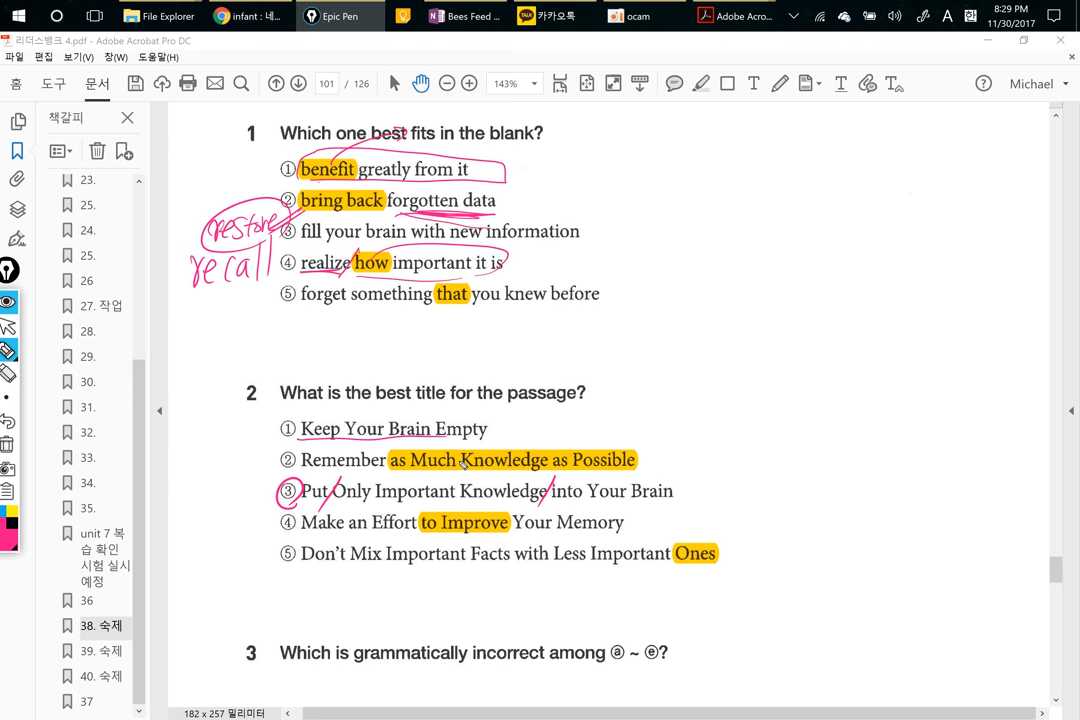 File Explorer
infant : 네...
Epic Pen
Bees Feed ...
TALK
카카오톡
ocam
Adobe Acro...
A
한
8:29 PM
11/30/2017
리더스뱅크 4.pdf - Adobe Acrobat Pro DC
파일 편집 보기(V) 창(W) 도움말(H)
홈 도구 문서
101 / 126
143%
Michael
책갈피
23.
25.
24.
25.
26
27. 작업
28.
29.
30.
31.
32.
33.
34.
35.
unit 7 복
습 확인
시험 실시
예정
36
38. 숙제
39. 숙제
40. 숙제
37
1 Which one best fits in the blank?
① benefit greatly from it
② bring back forgotten data
restore
③ fill your brain with new information
recall
④ realize how important it is
⑤ forget something that you knew before
2 What is the best title for the passage?
① Keep Your Brain Empty
② Remember as Much Knowledge as Possible
③ Put Only Important Knowledge into Your Brain
④ Make an Effort to Improve Your Memory
⑤ Don't Mix Important Facts with Less Important Ones
3 Which is grammatically incorrect among ⓐ ~ ⓔ?
182 x 257 밀리미터